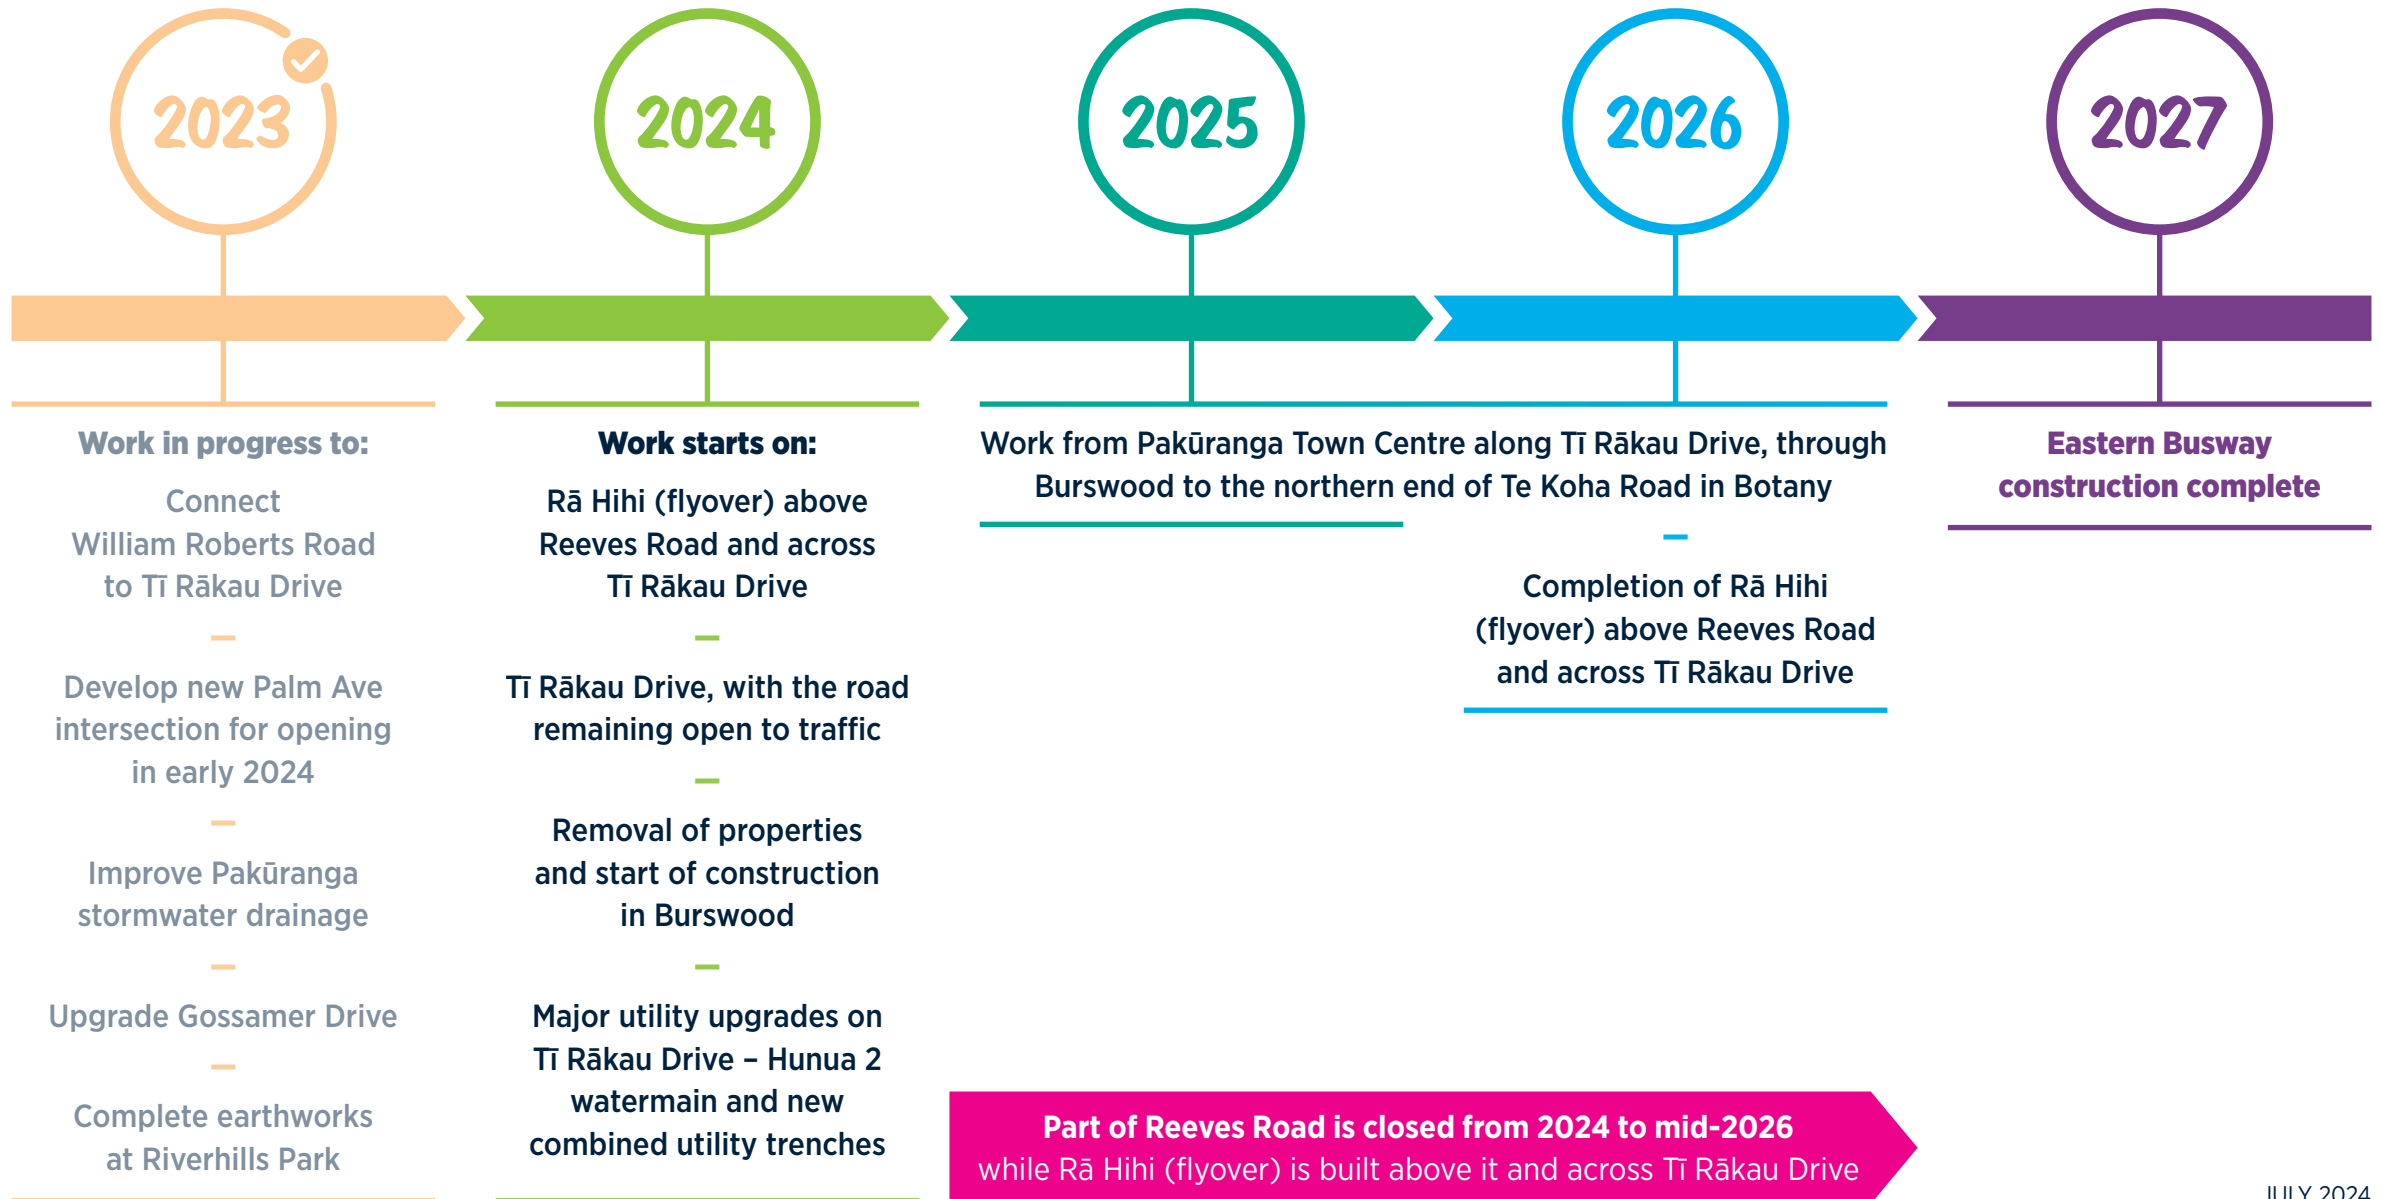 2023
2024
2025
2026
2027
Work in progress to:
Connect
William Roberts Road
to Tī Rākau Drive
Develop new Palm Ave
intersection for opening
in early 2024
Improve Pakūranga
stormwater drainage
Upgrade Gossamer Drive
Complete earthworks
at Riverhills Park
Work starts on:
Rā Hihi (flyover) above
Reeves Road and across
Tī Rākau Drive
Tī Rākau Drive, with the road
remaining open to traffic
Removal of properties
and start of construction
in Burswood
Major utility upgrades on
Tī Rākau Drive – Hunua 2
watermain and new
combined utility trenches
Work from Pakūranga Town Centre along Tī Rākau Drive, through
Burswood to the northern end of Te Koha Road in Botany
Completion of Rā Hihi
(flyover) above Reeves Road
and across Tī Rākau Drive
Eastern Busway
construction complete
Part of Reeves Road is closed from 2024 to mid-2026
while Rā Hihi (flyover) is built above it and across Tī Rākau Drive
JULY 2024